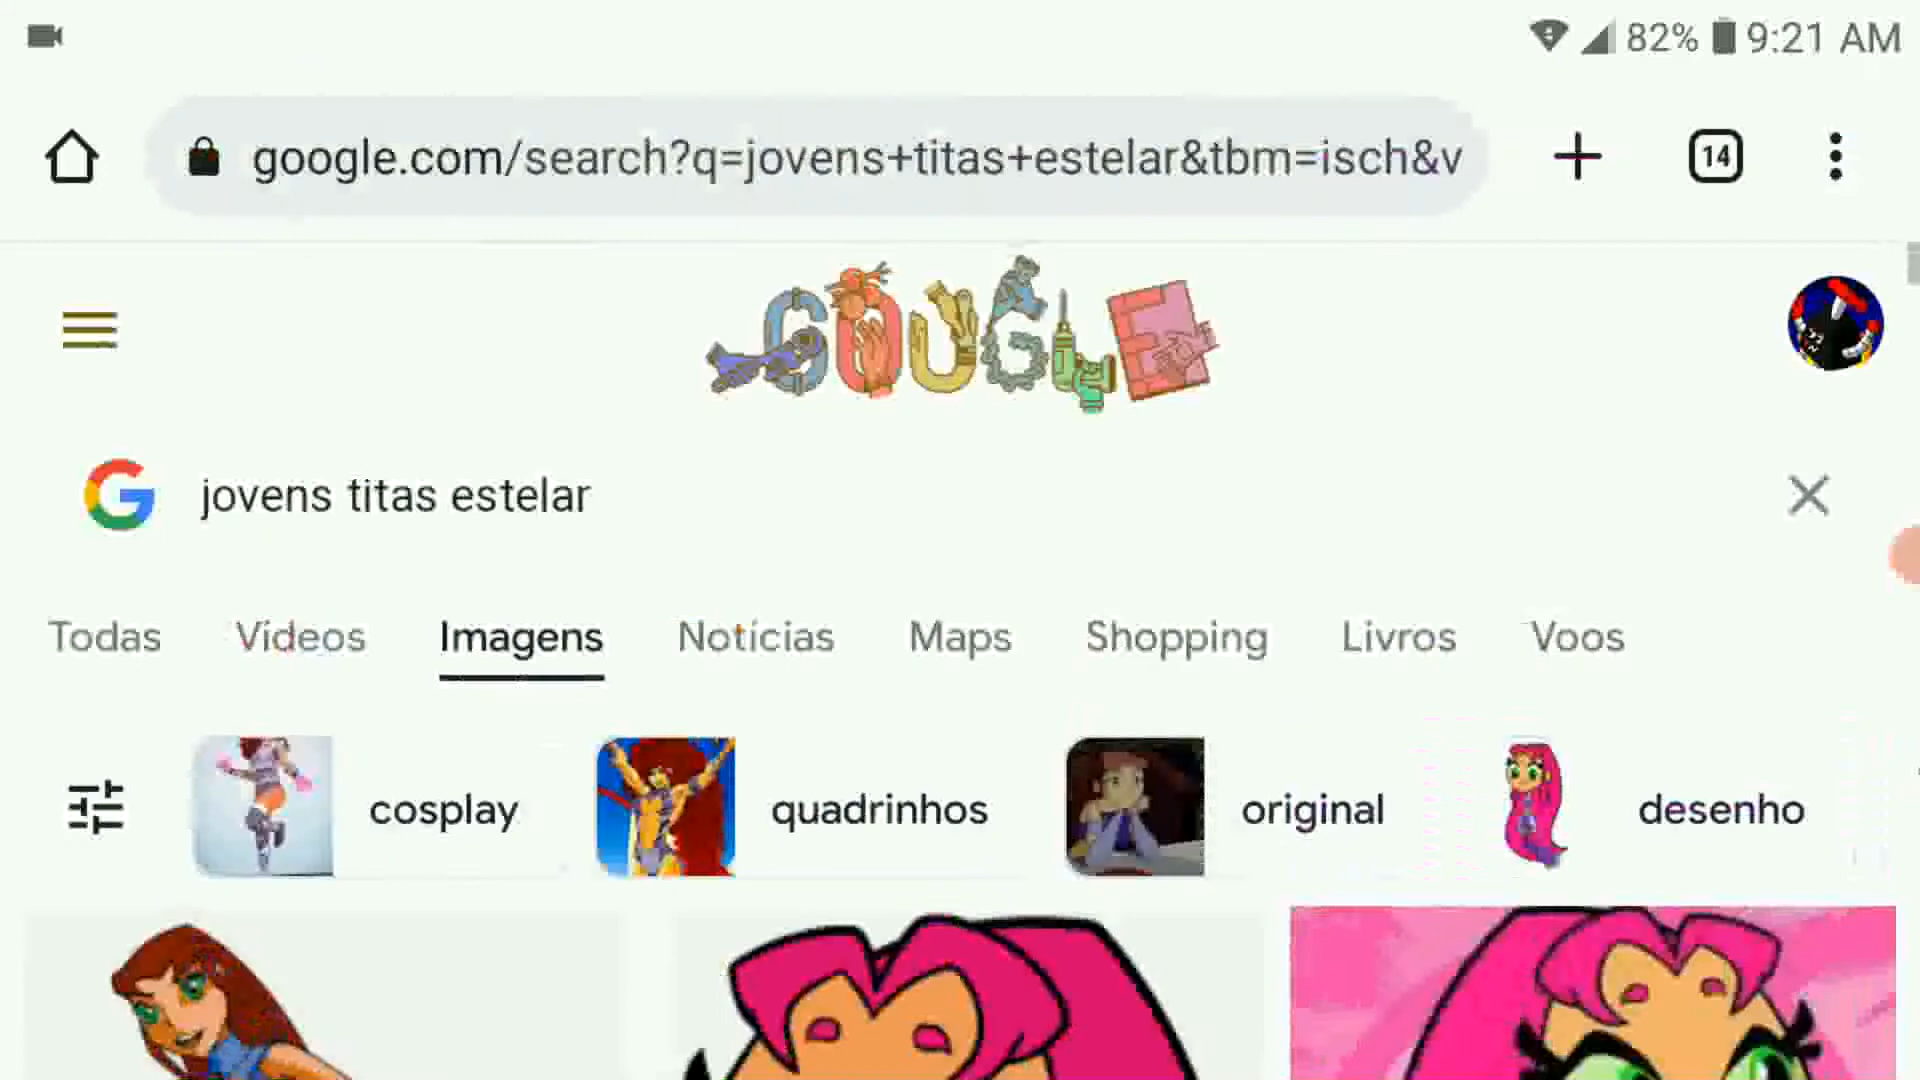 82% 9:21 AM
google.com/search?q=jovens+titas+estelar&tbm=isch&v
14
GOOGLE
G jovens titas estelar
Todas Vídeos Imagens Notícias Maps Shopping Livros Voos
cosplay quadrinhos original desenho